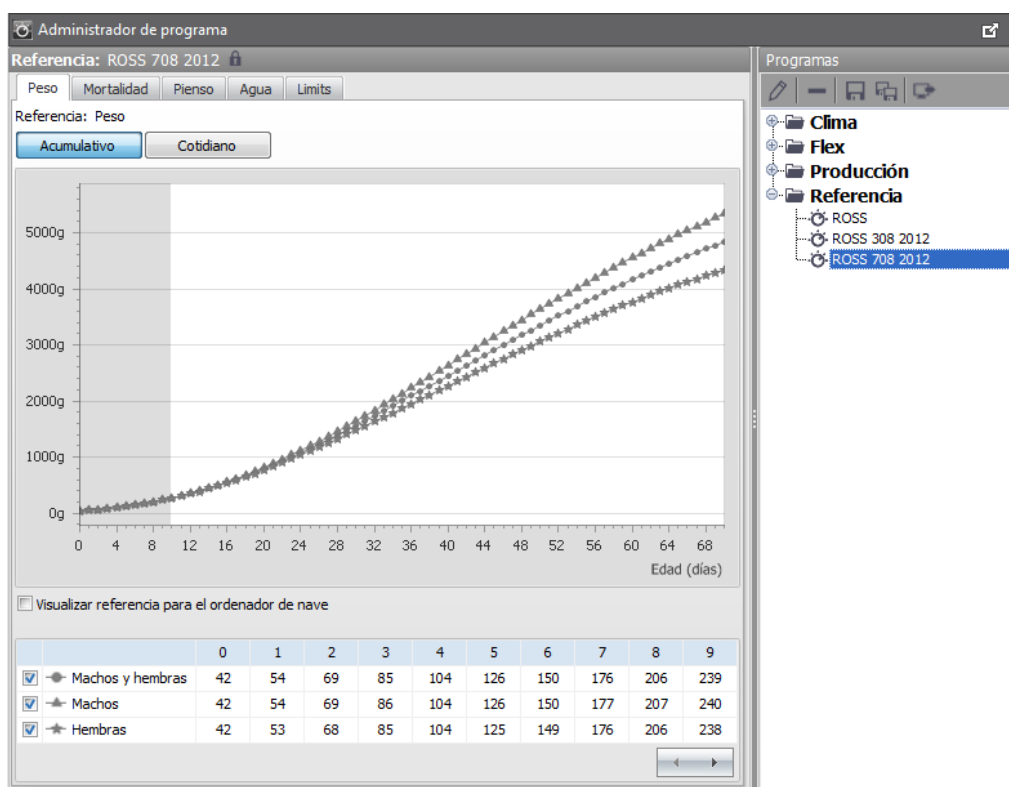 Administrador de programa
Referencia: ROSS 708 2012
Peso Mortalidad Pienso Agua Limits
Referencia: Peso
Acumulativo Cotidiano
5000g
4000g
3000g
2000g
1000g
0g
0 4 8 12 16 20 24 28 32 36 40 44 48 52 56 60 64 68
Edad (días)
Visualizar referencia para el ordenador de nave
0 1 2 3 4 5 6 7 8 9
Machos y hembras 42 54 69 85 104 126 150 176 206 239
Machos 42 54 69 86 104 126 150 177 207 240
Hembras 42 53 68 85 104 125 149 176 206 238
Programas
Clima
Flex
Producción
Referencia
ROSS
ROSS 308 2012
ROSS 708 2012